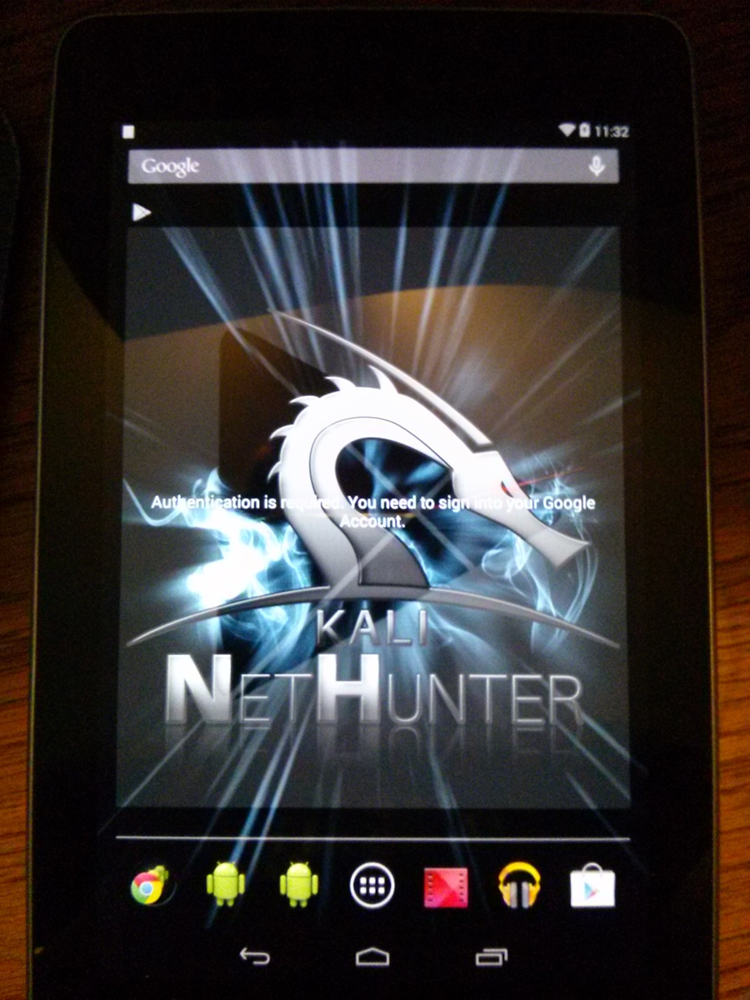 11:32
Google
Authentication is required. You need to sign into your Google
Account.
KALI
NETHUNTER